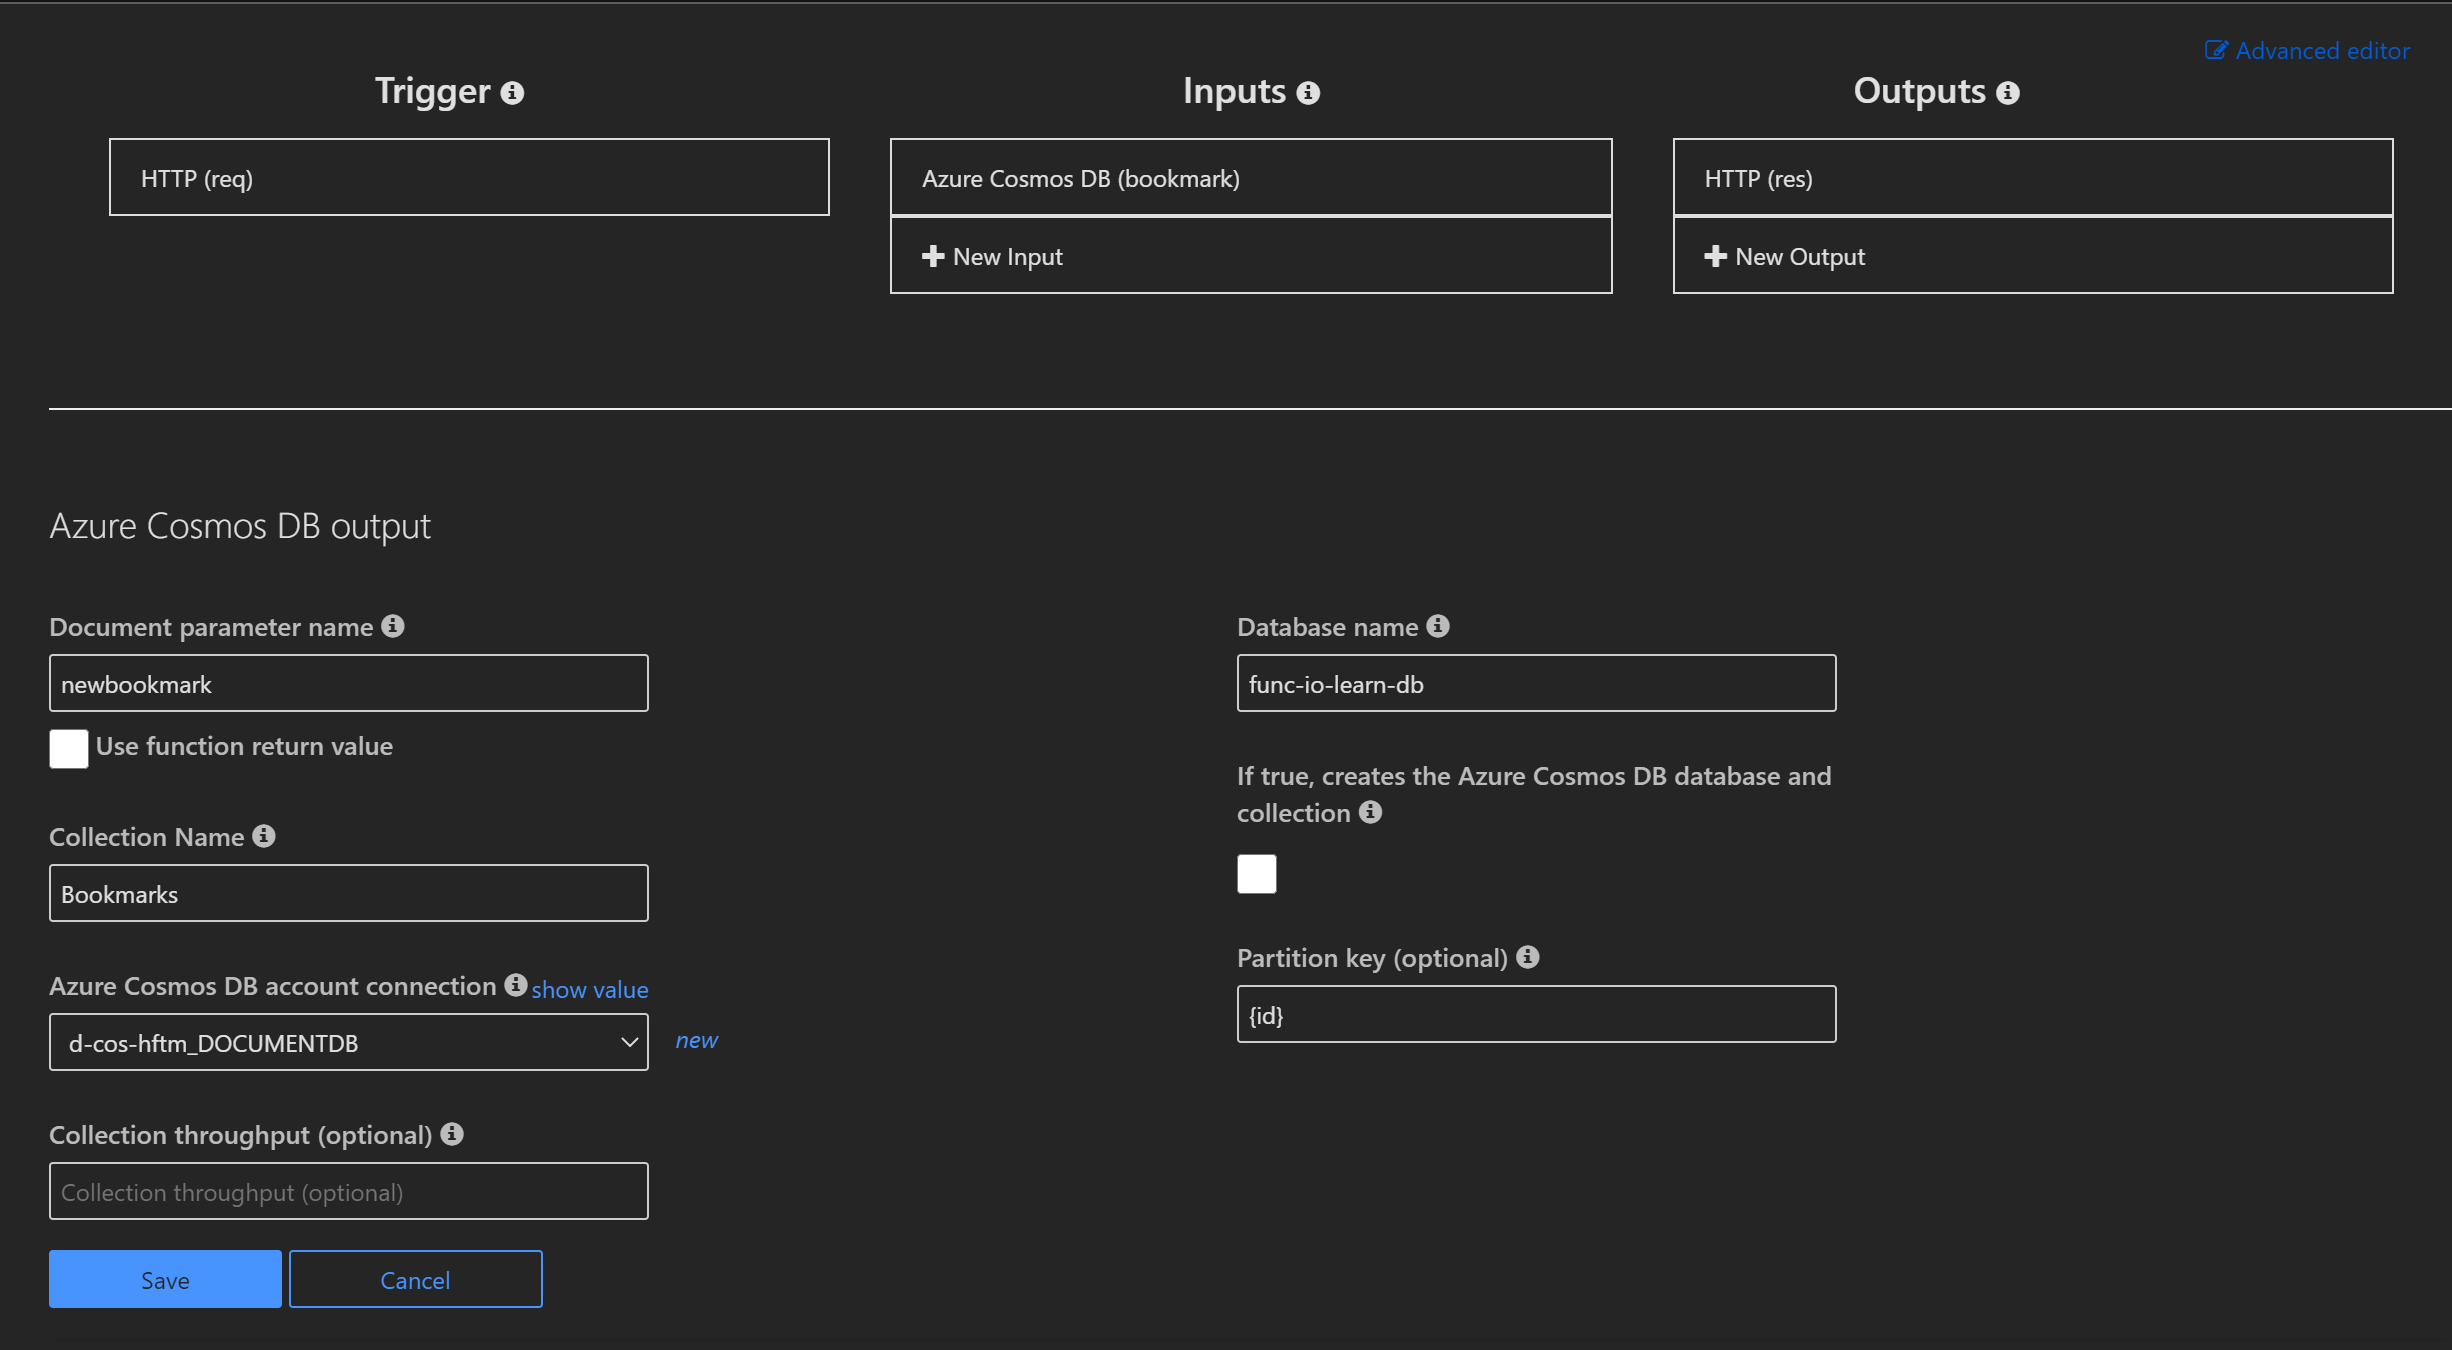 Advanced editor
Trigger
Inputs
Outputs
HTTP (req)
Azure Cosmos DB (bookmark)
HTTP (res)
New Input
New Output
Azure Cosmos DB output
Document parameter name
newbookmark
Use function return value
Collection Name
Bookmarks
Azure Cosmos DB account connection show value
d-cos-hftm_DOCUMENTDB
new
Collection throughput (optional)
Collection throughput (optional)
Save
Cancel
Database name
func-io-learn-db
If true, creates the Azure Cosmos DB database and
collection
Partition key (optional)
{id}